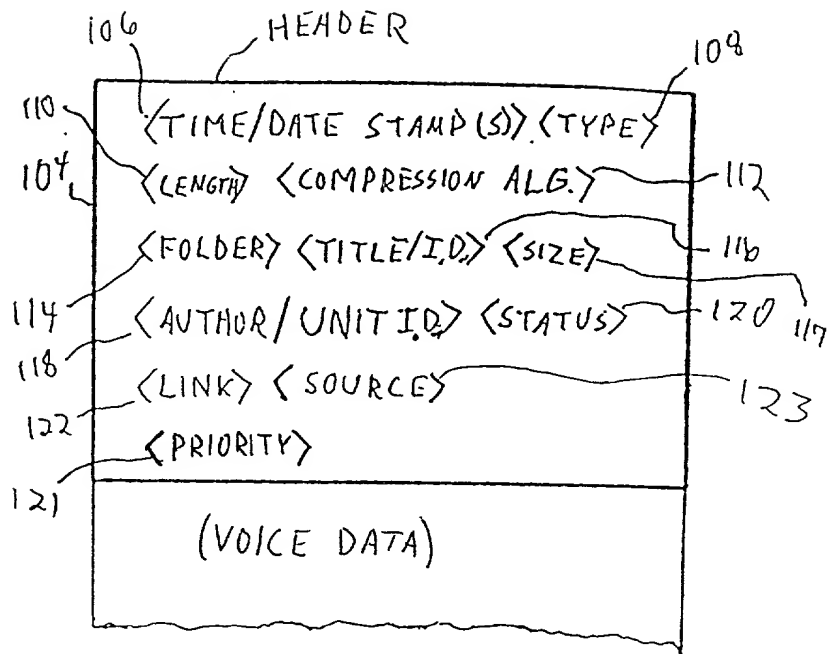 106 HEADER 108
<TIME/DATE STAMP(S)>.<TYPE>
110
104 <LENGTH> <COMPRESSION ALG.> 112
<FOLDER> <TITLE/I.D.> <SIZE> 116
114 <AUTHOR/UNIT I.D.> <STATUS> 120 117
118
<LINK> <SOURCE> 123
122
<PRIORITY>
121
(VOICE DATA)